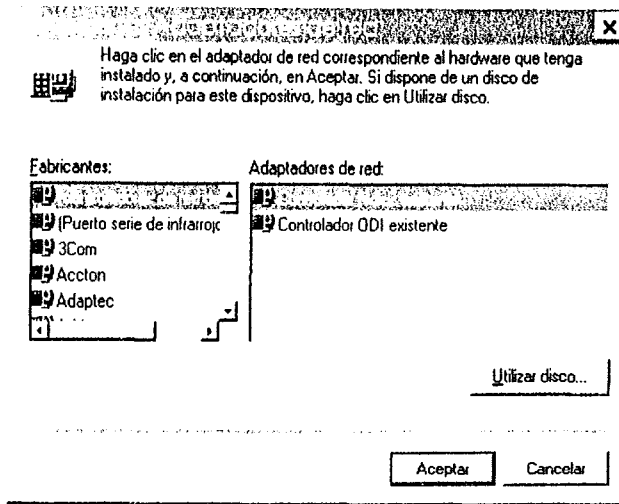 Haga clic en el adaptador de red correspondiente al hardware que tenga
instalado y, a continuación, en Aceptar. Si dispone de un disco de
instalación para este dispositivo, haga clic en Utilizar disco.
Fabricantes:
Adaptadores de red:
(Puerto serie de infrarrojc
Controlador ODI existente
3Com
Accton
Adaptec
Utilizar disco...
Aceptar
Cancelar